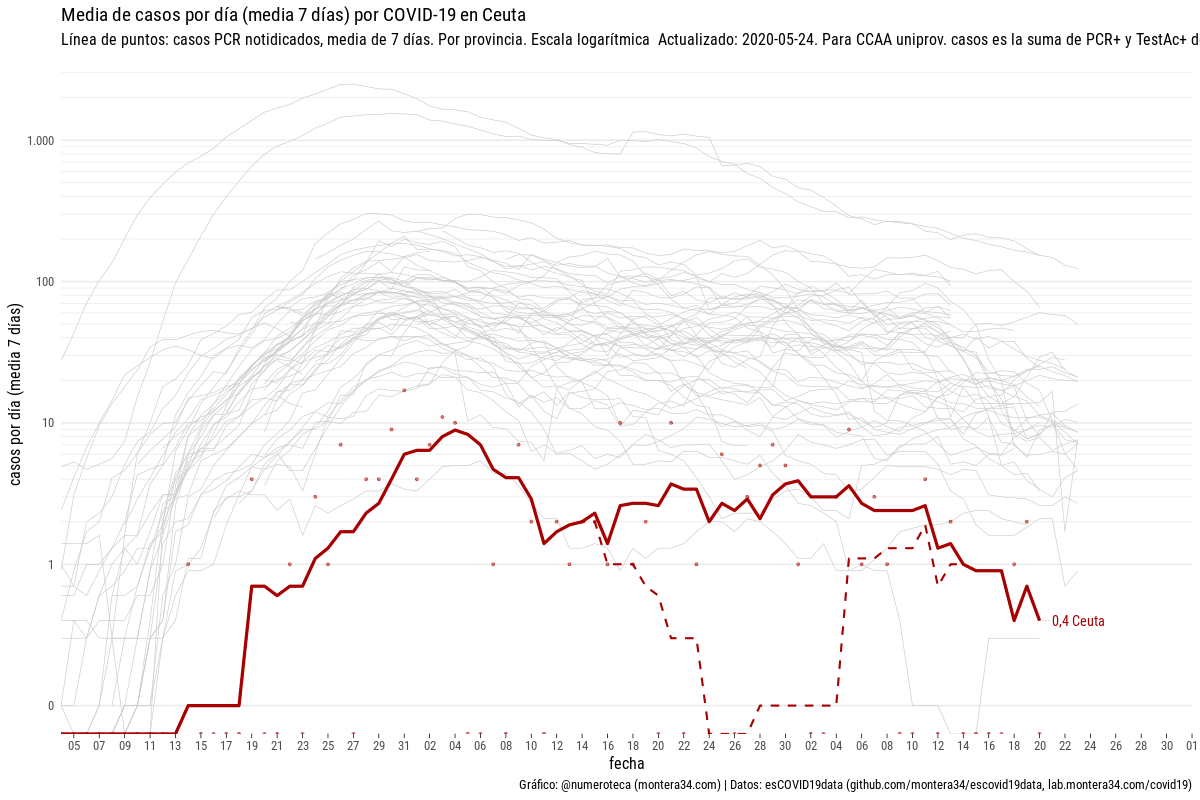 Media de casos por día (media 7 días) por COVID-19 en Ceuta
Línea de puntos: casos PCR notidicados, media de 7 días. Por provincia. Escala logarítmica  Actualizado: 2020-05-24. Para CCAA uniprov. casos es la suma de PCR+ y TestAc+ d
casos por día (media 7 días)
1.000
100
10
1
0
0,4 Ceuta
05 07 09 11 13 15 17 19 21 23 25 27 29 31 02 04 06 08 10 12 14 16 18 20 22 24 26 28 30 02 04 06 08 10 12 14 16 18 20 22 24 26 28 30 01
fecha
Gráfico: @numeroteca (montera34.com) | Datos: esCOVID19data (github.com/montera34/escovid19data, lab.montera34.com/covid19)